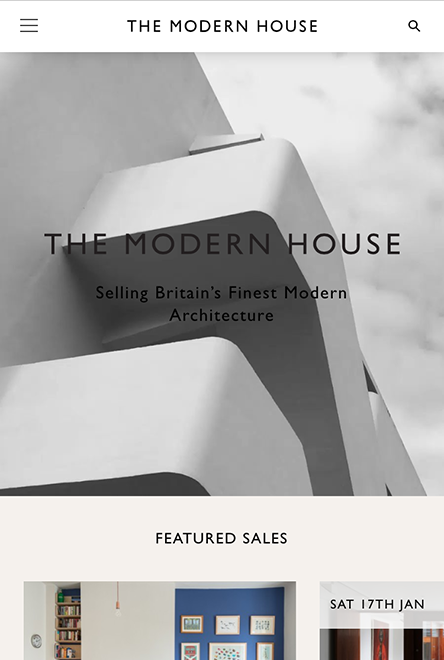 THE MODERN HOUSE
THE MODERN HOUSE
Selling Britain's Finest Modern
Architecture
FEATURED SALES
SAT 17TH JAN